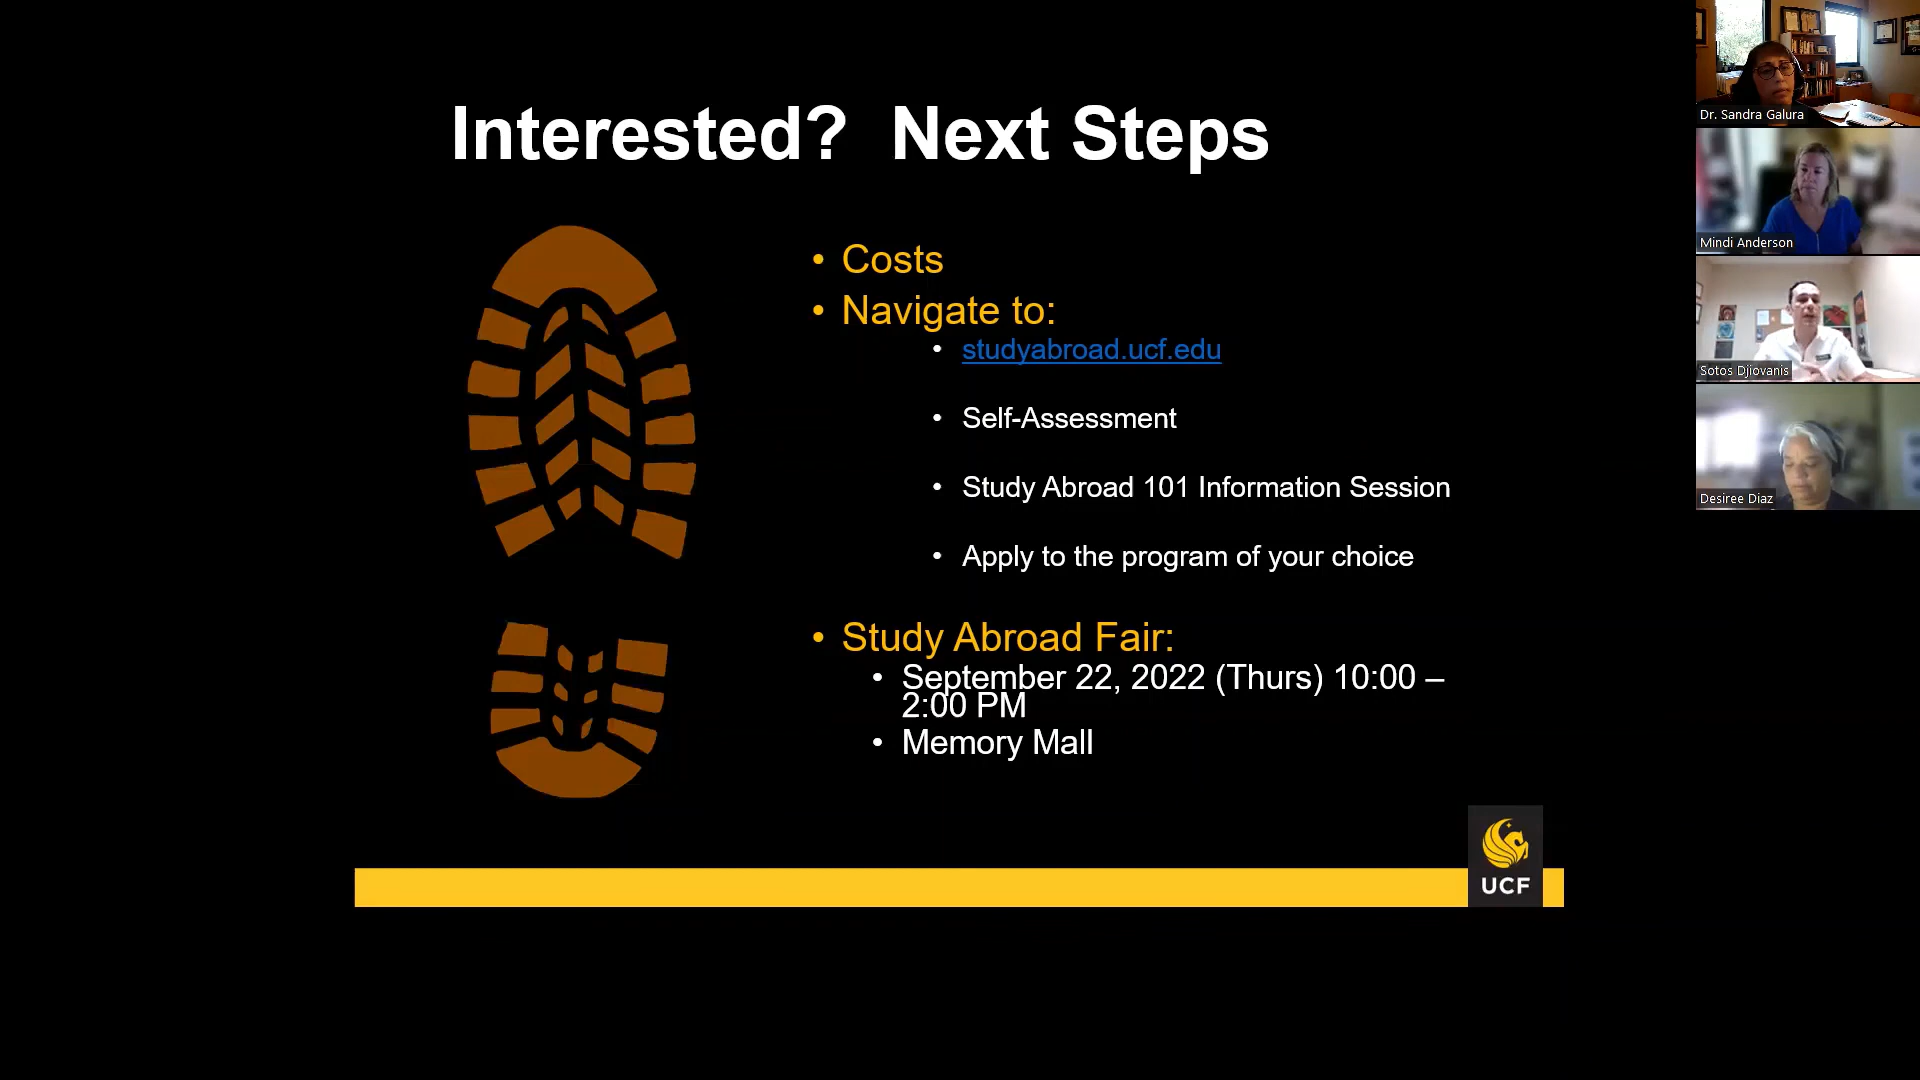 Interested?  Next Steps
• Costs
• Navigate to:
• studyabroad.ucf.edu
• Self-Assessment
• Study Abroad 101 Information Session
• Apply to the program of your choice
• Study Abroad Fair:
• September 22, 2022 (Thurs) 10:00 –
2:00 PM
• Memory Mall
UCF
Dr. Sandra Galura
Mindi Anderson
Sotos Djiovanis
Desiree Diaz